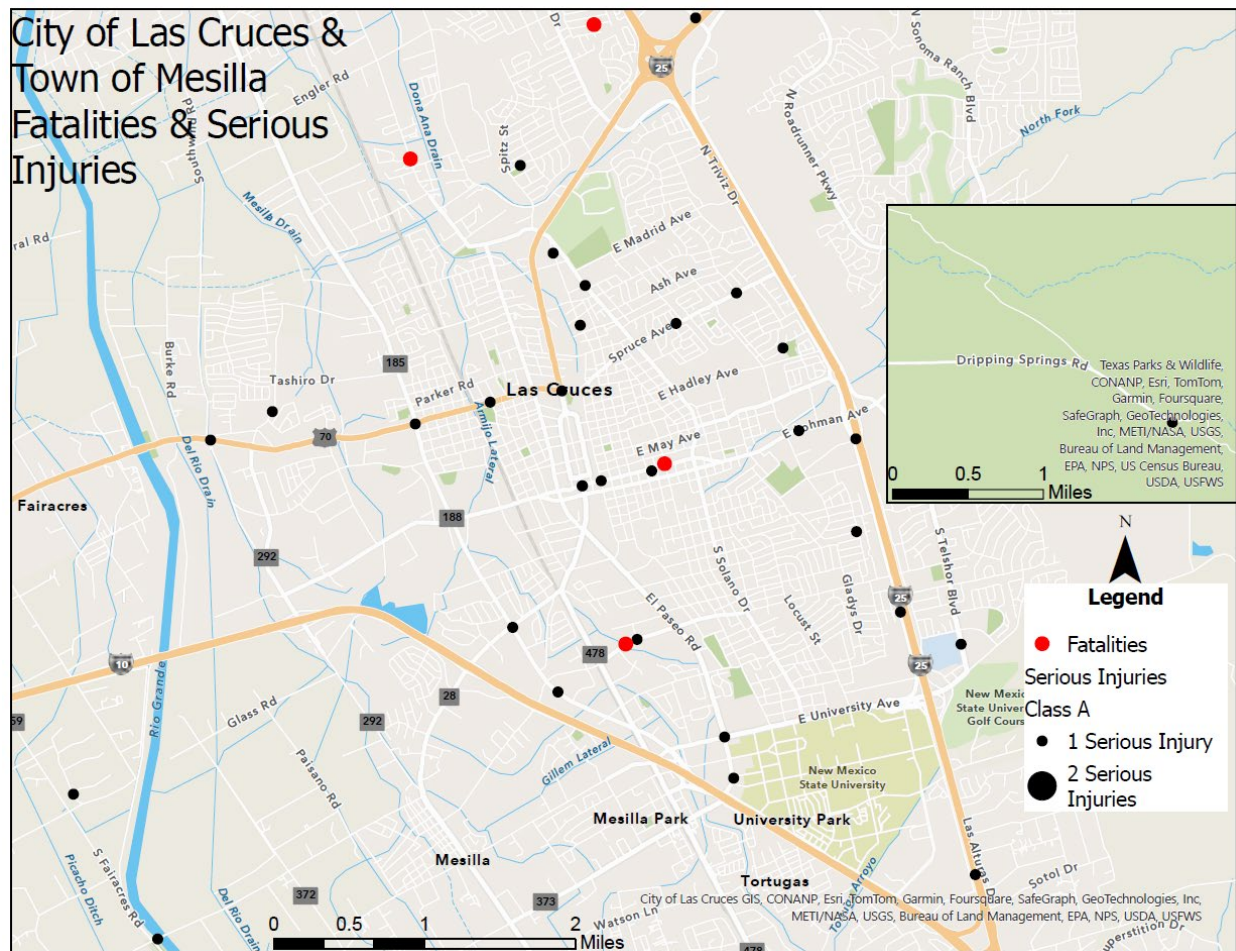 City of Las Cruces &
Town of Mesilla
Fatalities & Serious
Injuries
Engler Rd
Dona Ana Drain
Spitz St
Dr
25
N Triviz Dr
N Roadrunner Pkwy
N Sonoma Ranch Blvd
North Fork
Mesilla Drain
ral Rd
E Madrid Ave
Ash Ave
Spruce Ave
Burke Rd
185
Tashiro Dr
Parker Rd
Las Cruces
E Hadley Ave
Armijo Lateral
70
Del Rio Drain
E May Ave
Fairacres
188
292
S Solano Dr
Locust St
Gladys Dr
25
S Telshor Blvd
El Paseo Rd
10
478
25
Rio Grande
59
Glass Rd
292
28
E University Ave
New Mexico
State University
Gillem Lateral
Paisano Rd
Mesilla Park
University Park
Mesilla
Tortugas
Las Alturas Dr
Sotol Dr
S Fairacres Rd
Picacho Ditch
Del Rio Drain
372
373
Watson Ln
478
Dripping Springs Rd
Texas Parks & Wildlife,
CONANP, Esri, TomTom,
Garmin, Foursquare,
SafeGraph, GeoTechnologies,
Inc, METI/NASA, USGS,
Bureau of Land Management,
EPA, NPS, US Census Bureau,
USDA, USFWS
0 0.5 1
Miles
N
Legend
Fatalities
Serious Injuries
Class A
1 Serious Injury
2 Serious
Injuries
City of Las Cruces GIS, CONANP, Esri, TomTom, Garmin, Foursquare, SafeGraph, GeoTechnologies, Inc,
METI/NASA, USGS, Bureau of Land Management, EPA, NPS, USDA, USFWS
0 0.5 1 2
Miles